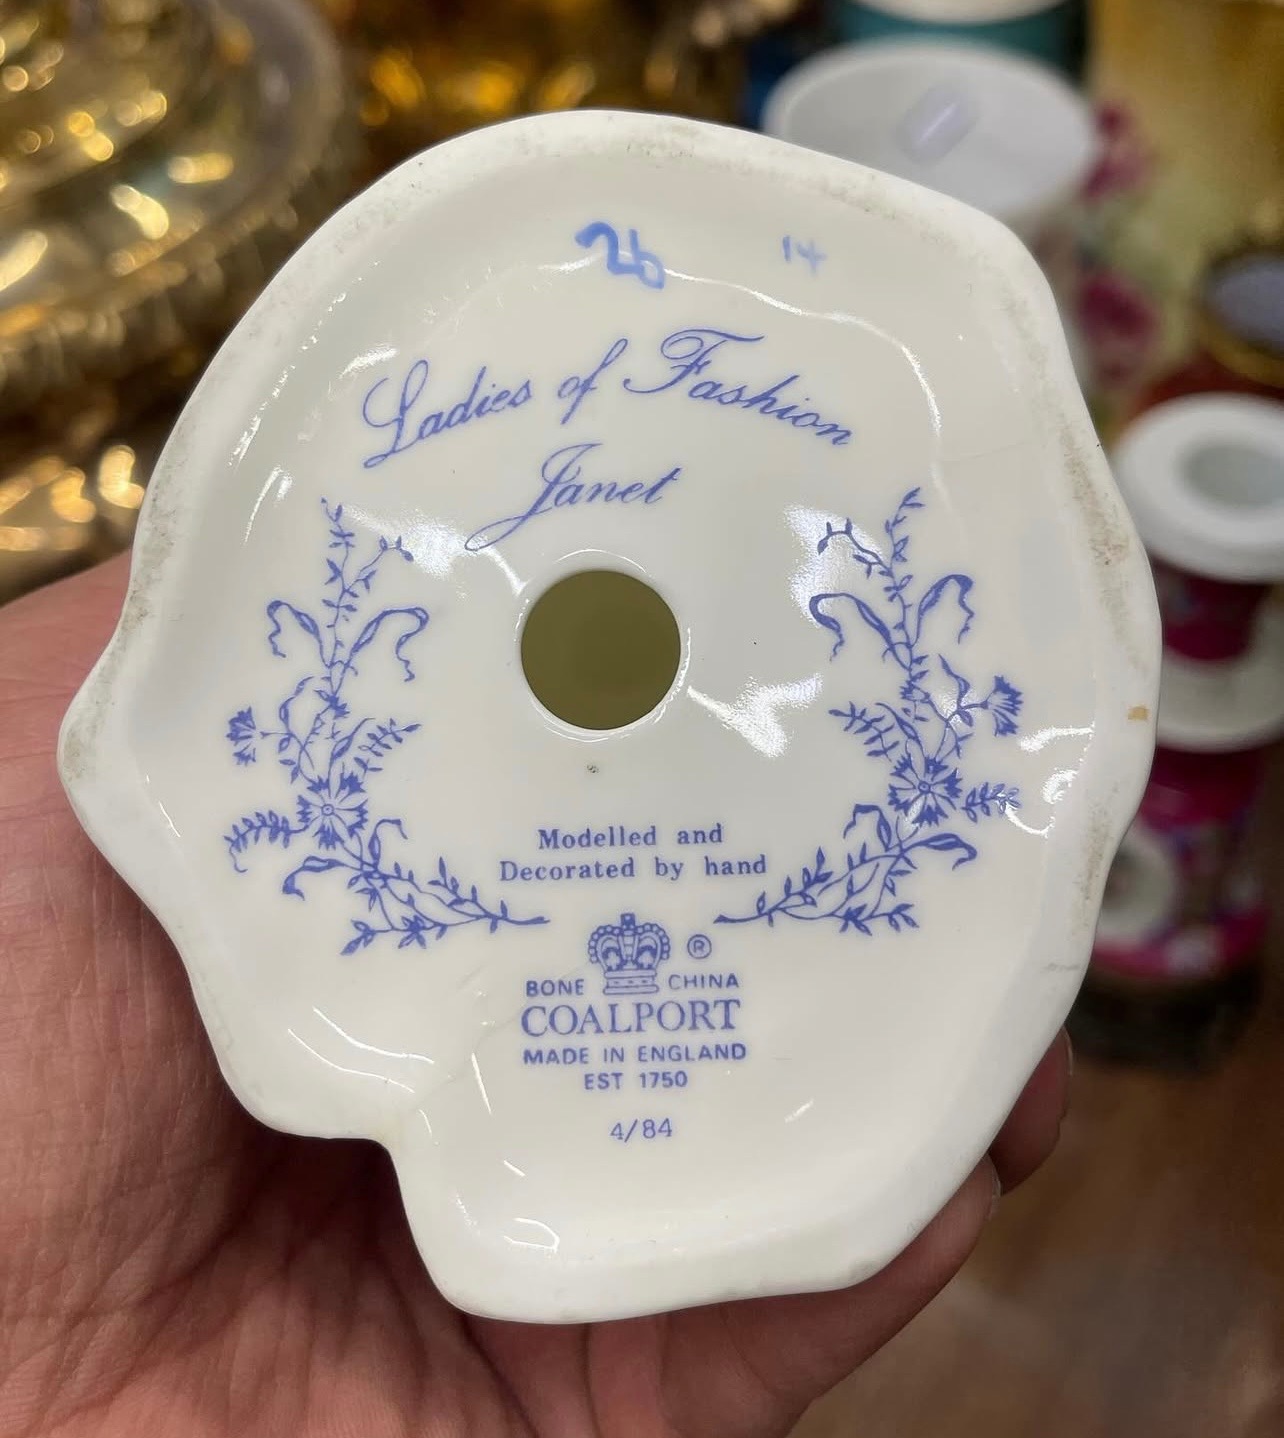 26 14
Ladies of Fashion
Janet
Modelled and
Decorated by hand
®
BONE CHINA
COALPORT
MADE IN ENGLAND
EST 1750
4/84